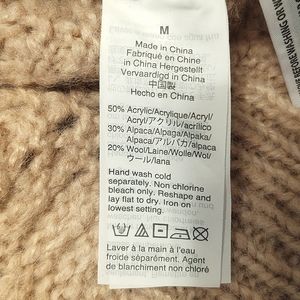 M
Made in China
Fabriqué en Chine
in China Hergestellt
Vervaardigd in China
中国製
Hecho en China
50% Acrylic/Acrylique/Acryl/
Acryl/アクリル/acrílico
30% Alpaca/Alpaga/Alpaka/
Alpaca/アルパカ/alpaca
20% Wool/Laine/Wolle/Wol/
ウール/lana
Hand wash cold
separately. Non chlorine
bleach only. Reshape and
lay flat to dry. Iron on
lowest setting.
Laver à la main à l'eau
froide séparément. Agent
de blanchiment non chloré
BEFORE WASHING OR